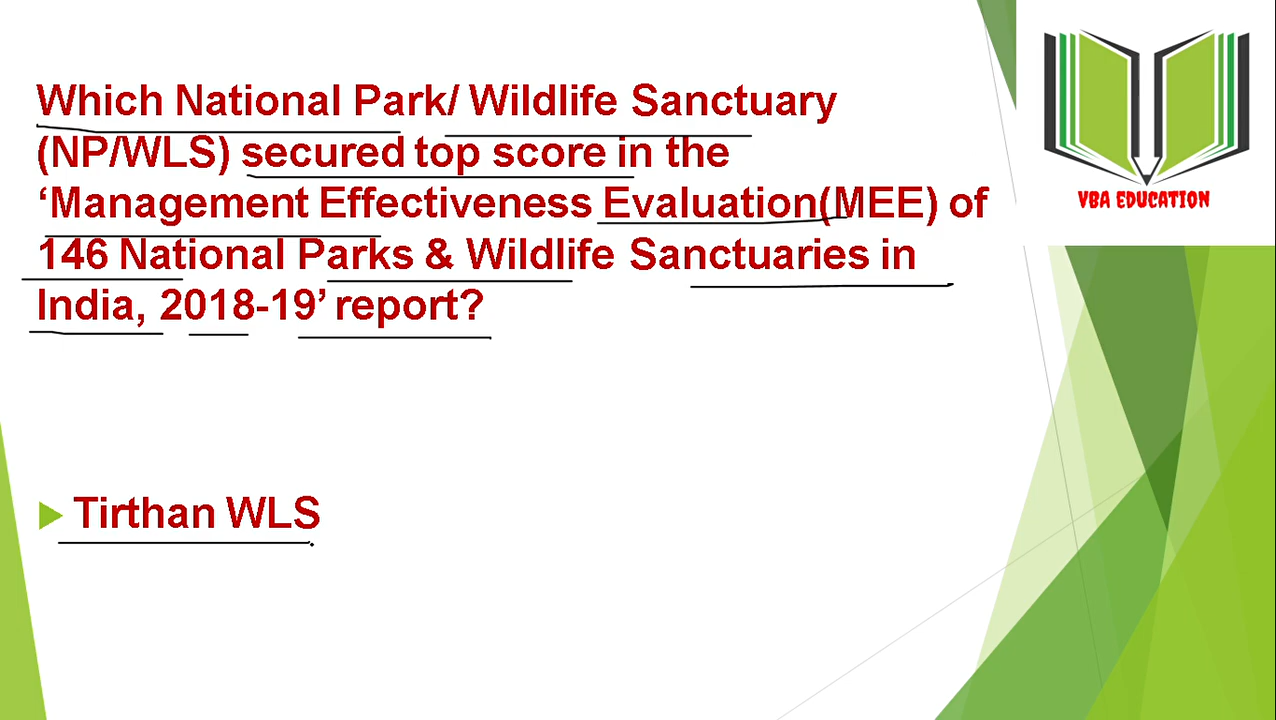 Which National Park/ Wildlife Sanctuary
(NP/WLS) secured top score in the
‘Management Effectiveness Evaluation(MEE) of
146 National Parks & Wildlife Sanctuaries in
India, 2018-19’ report?
Tirthan WLS
VBA EDUCATION